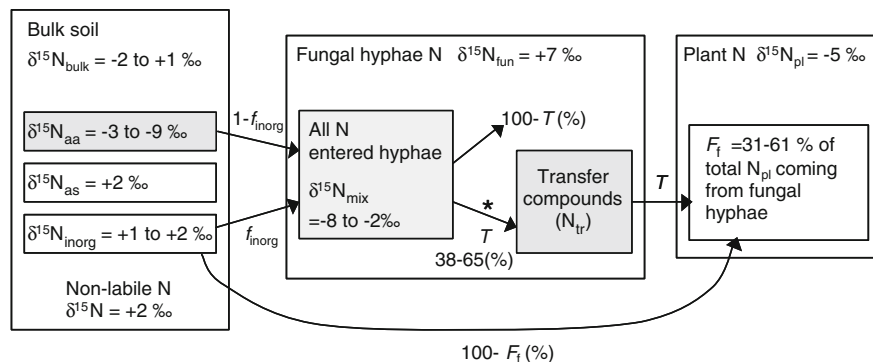 Bulk soil
δ15Nbulk = -2 to +1 ‰
δ15Naa = -3 to -9 ‰
δ15Nas = +2 ‰
δ15Ninorg = +1 to +2 ‰
Non-labile N
δ15N = +2 ‰
1-finorg
finorg
Fungal hyphae N δ15Nfun = +7 ‰
All N
entered hyphae
δ15Nmix
=-8 to -2‰
100- T (%)
*
T
38-65(%)
Transfer
compounds
(Ntr)
T
Plant N δ15Npl = -5 ‰
Ff =31-61 % of
total Npl coming
from fungal
hyphae
100- Ff (%)